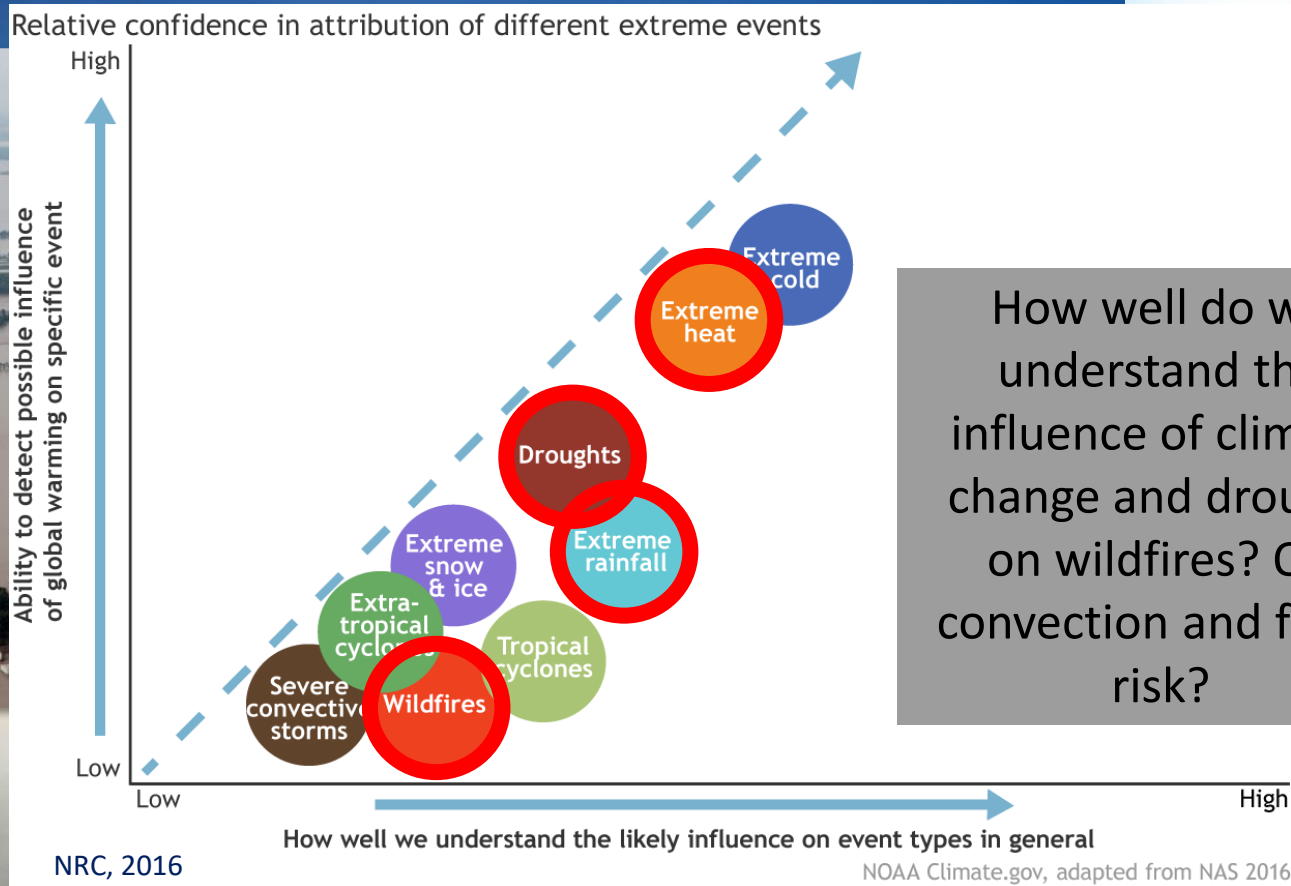 Relative confidence in attribution of different extreme events
High
Ability to detect possible influence
of global warming on specific event
Extreme
cold
Extreme
heat
Droughts
Extreme
rainfall
Extreme
snow
& ice
Extra-
tropical
Tropical
cyclones
Severe
convective
storms
Wildfires
Low
Low
High
How well we understand the likely influence on event types in general
NRC, 2016
NOAA Climate.gov, adapted from NAS 2016
How well do
understand
influence of
change and
on wildfires?
convection and
risk?